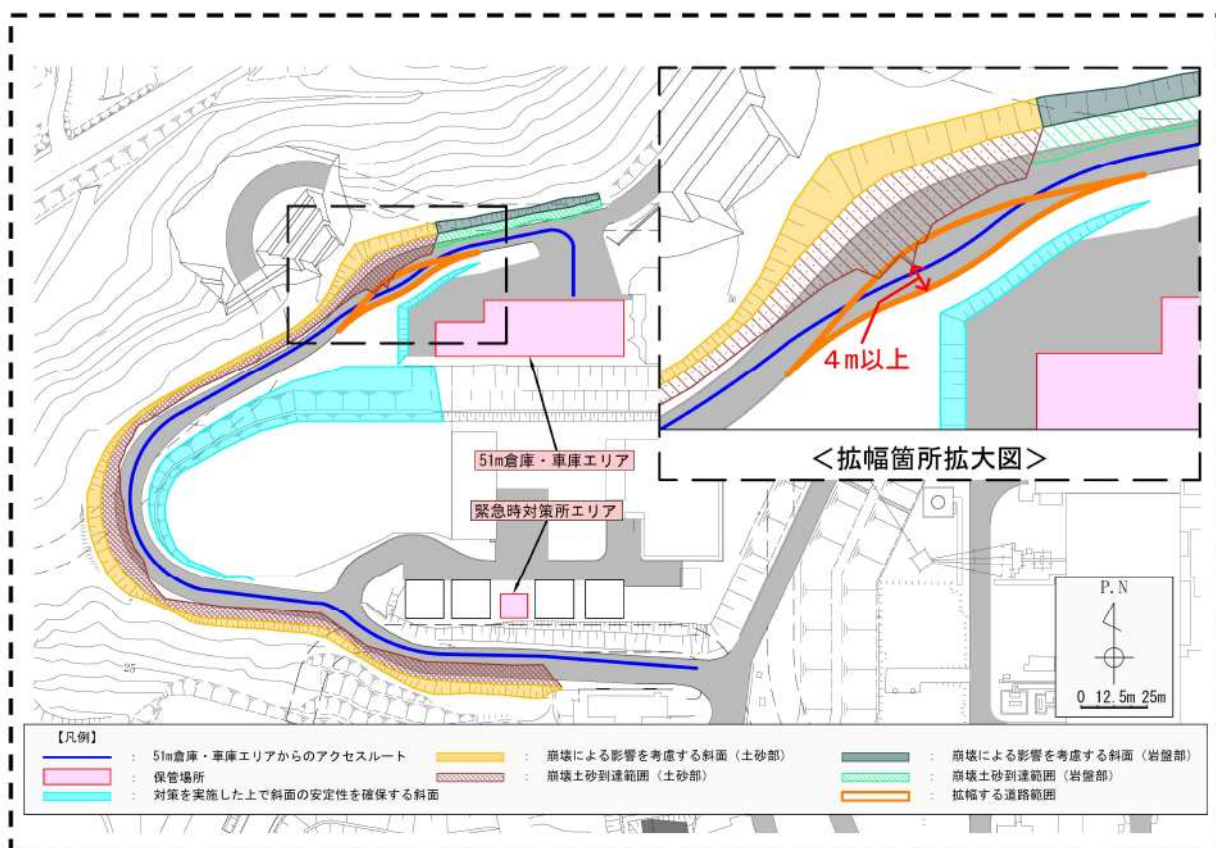 4m以上
<拡幅箇所拡大図>
51m倉庫・車庫エリア
緊急時対策所エリア
P.N
0 12.5m 25m
25
【凡例】
: 51m倉庫・車庫エリアからのアクセスルート
: 崩壊による影響を考慮する斜面(土砂部)
: 崩壊による影響を考慮する斜面(岩盤部)
: 保管場所
: 崩壊土砂到達範囲(土砂部)
: 崩壊土砂到達範囲(岩盤部)
: 対策を実施した上で斜面の安定性を確保する斜面
: 拡幅する道路範囲